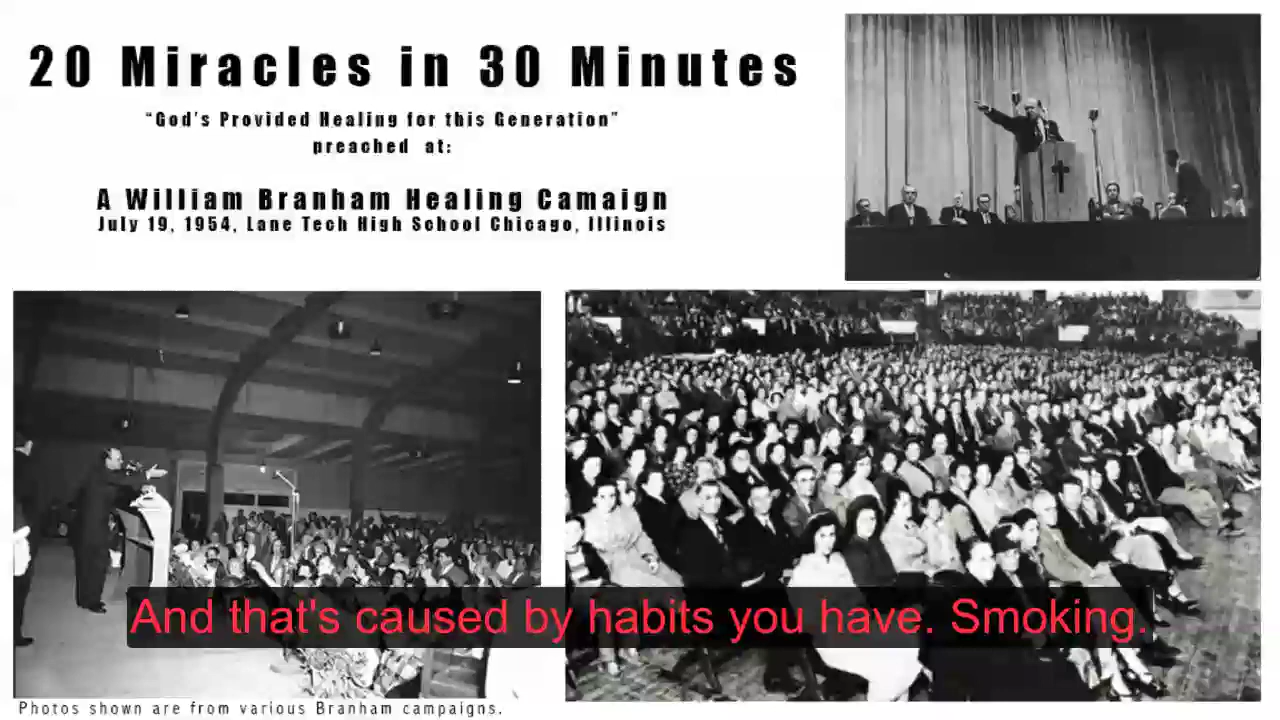 20 Miracles in 30 Minutes
“God’s Provided Healing for this Generation”
preached at:
A William Branham Healing Camaign
July 19, 1954, Lane Tech High School Chicago, Illinois
And that's caused by habits you have. Smoking.
Photos shown are from various Branham campaigns.